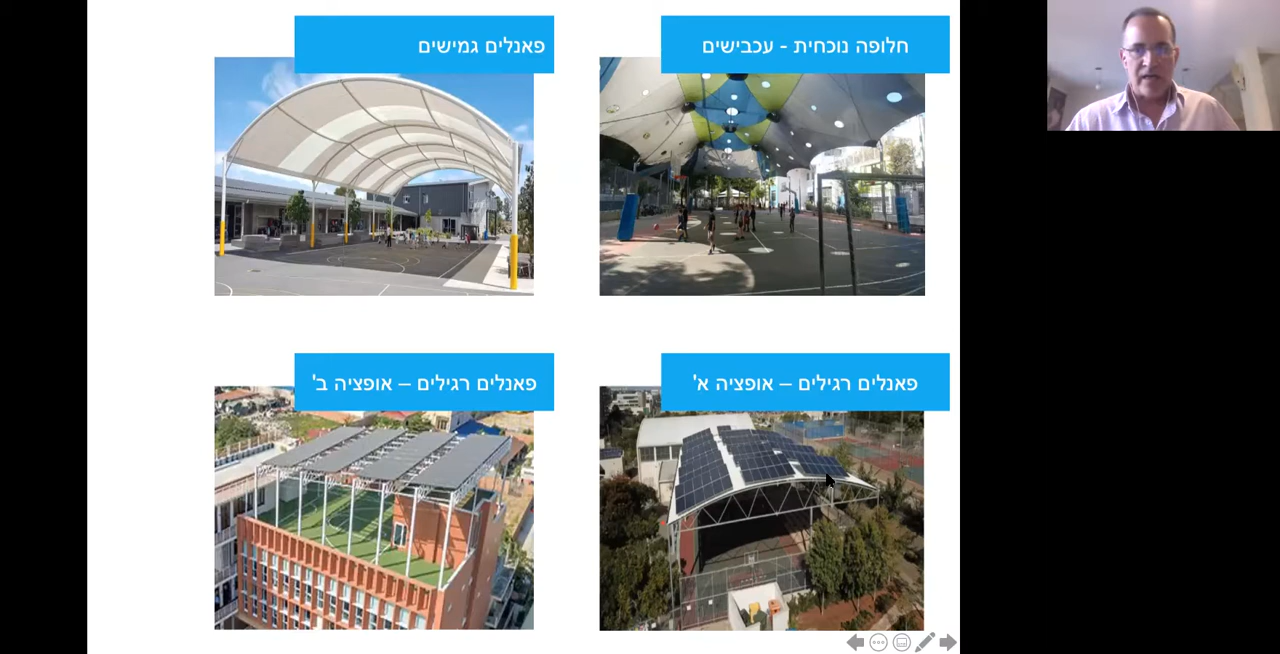 חלופה נוכחית - עכבישים
פאנלים גמישים
פאנלים רגילים – אופציה א'
פאנלים רגילים – אופציה ב'